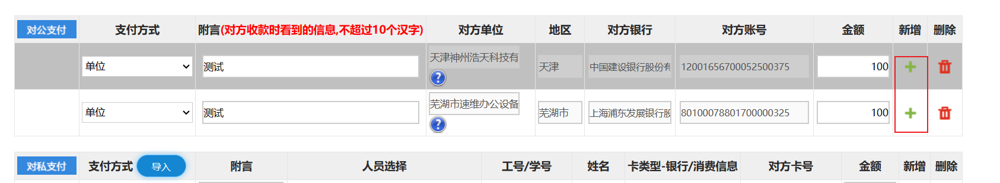 对公支付 支付方式 附言(对方收款时看到的信息,不超过10个汉字) 对方单位 地区 对方银行 对方账号 金额 新增 删除
单位 测试 天津神州浩天科技有 天津 中国建设银行股份有 12001656700052500375 100
?
单位 测试 芜湖市速维办公设备 芜湖市 上海浦东发展银行股 80100078801700000325 100
?
对私支付 支付方式 导入 附言 人员选择 工号/学号 姓名 卡类型-银行/消费信息 对方卡号 金额 新增 删除